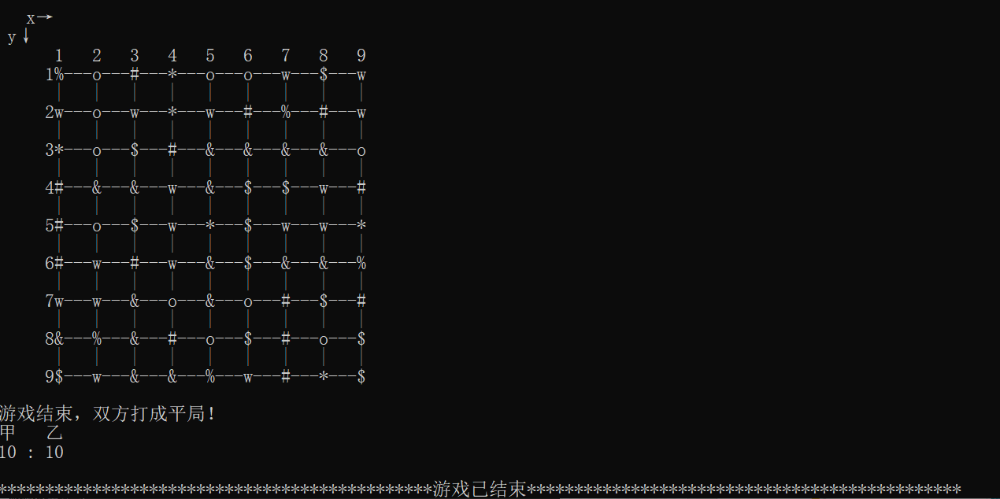 x→
y↓
1 2 3 4 5 6 7 8 9
1%---o---#---*---o---o---w---$---w
| | | | | | | | |
2w---o---w---*---w---#---%---#---w
| | | | | | | | |
3*---o---$---#---&---&---&---&---o
| | | | | | | | |
4#---&---&---w---&---$---$---w---#
| | | | | | | | |
5#---o---$---w---*---$---w---w---*
| | | | | | | | |
6#---w---#---w---&---$---&---&---%
| | | | | | | | |
7w---w---&---o---&---o---#---$---#
| | | | | | | | |
8&---%---&---#---o---$---#---o---$
| | | | | | | | |
9$---w---&---&---%---w---#---*---$
游戏结束，双方打成平局！
甲 乙
10 : 10
**********************************************游戏已结束**********************************************